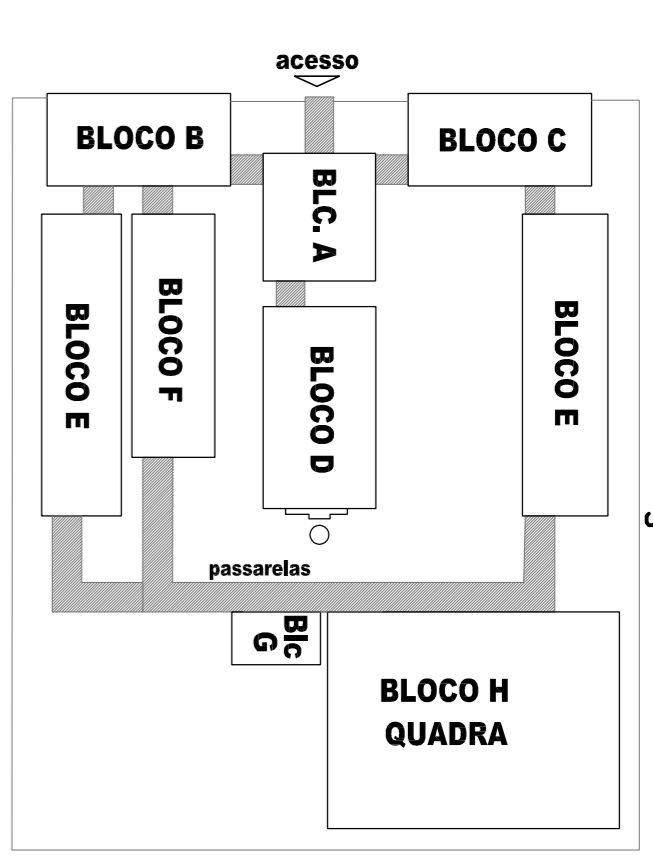 acesso
BLOCO B
BLOCO C
BLC. A
BLOCO E
BLOCO F
BLOCO D
BLOCO E
passarelas
Blc
G
BLOCO H
QUADRA